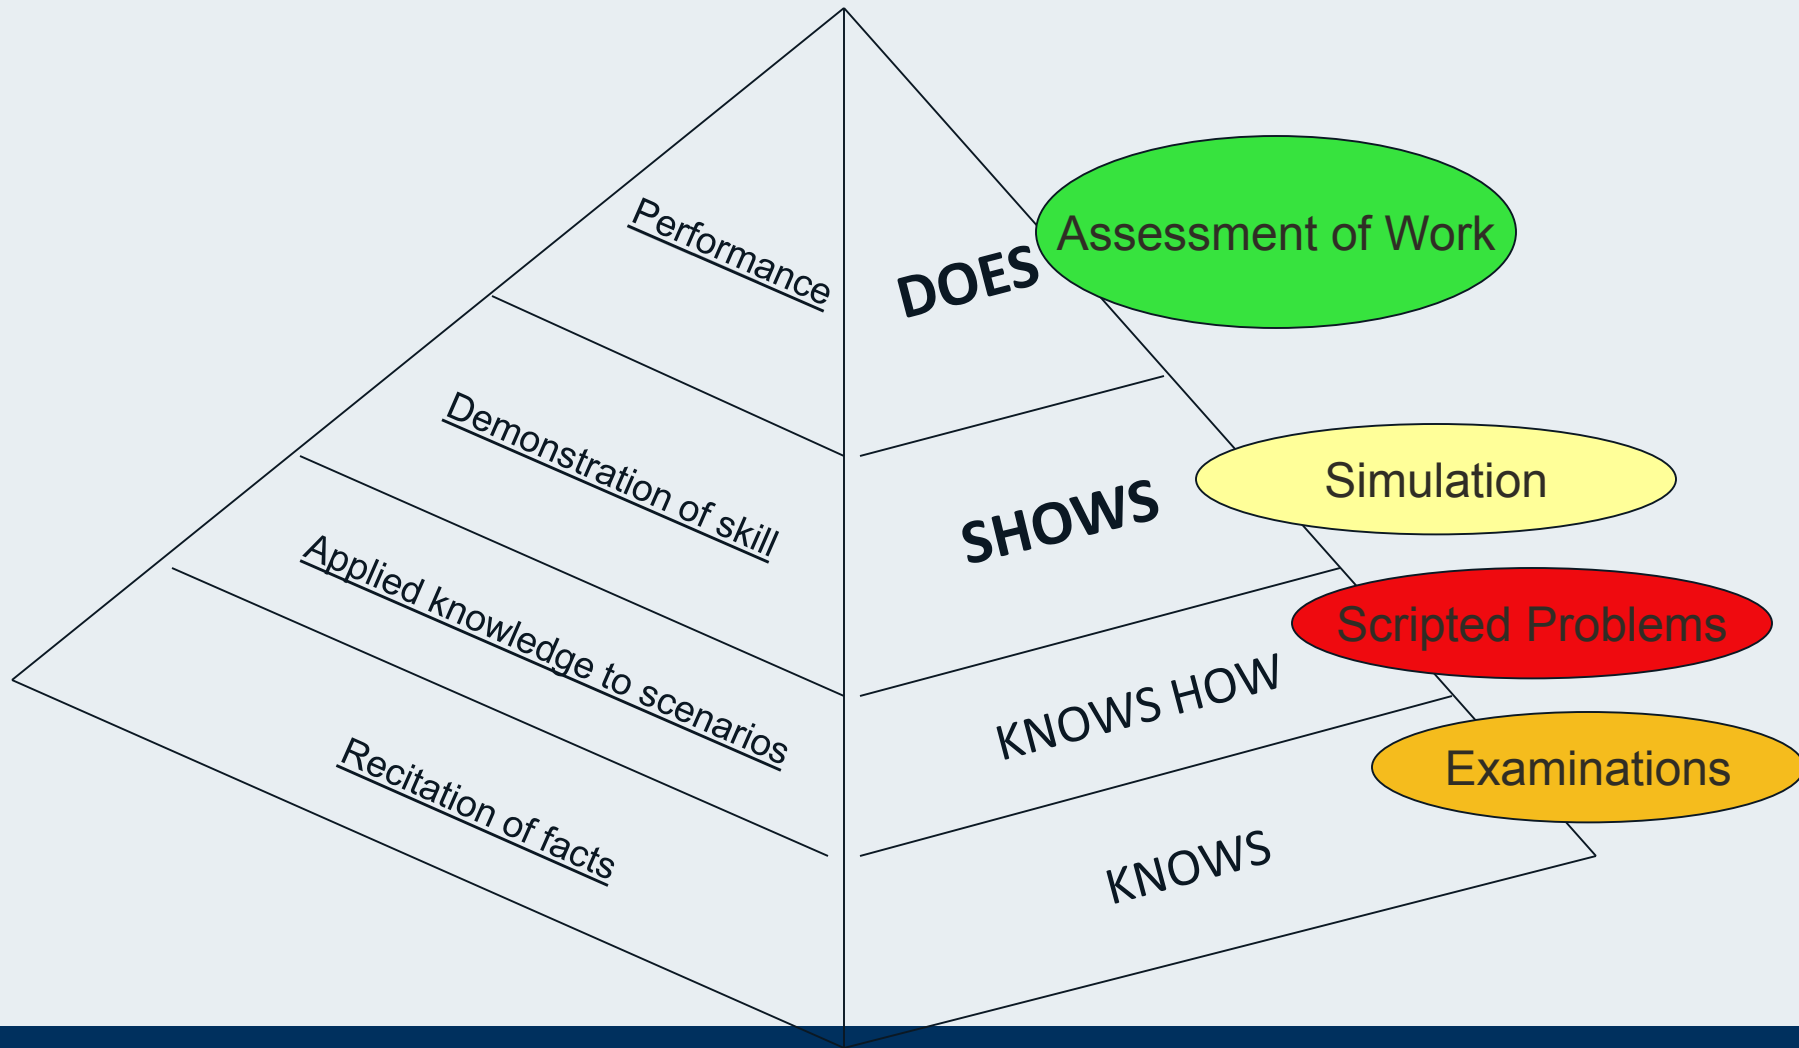 Performance
DOES
Assessment of Work
Demonstration of skill
SHOWS
Simulation
Applied knowledge to scenarios
KNOWS HOW
Scripted Problems
Recitation of facts
KNOWS
Examinations